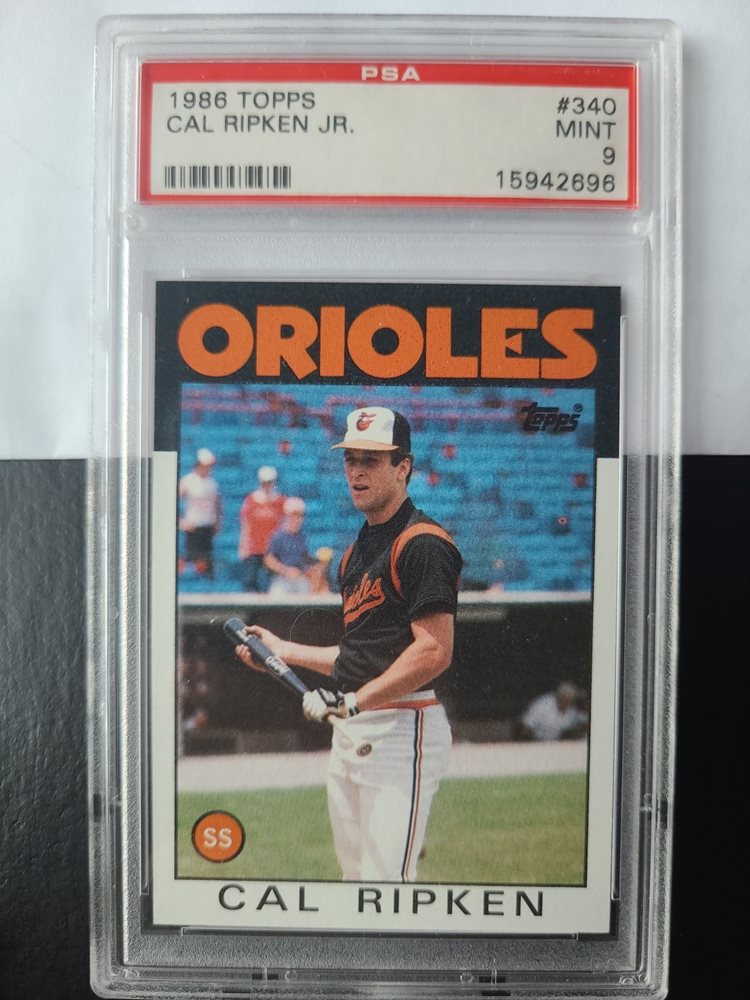 PSA
1986 TOPPS #340
CAL RIPKEN JR. MINT
9
15942696
ORIOLES
Topps®
Orioles
SS
CAL RIPKEN